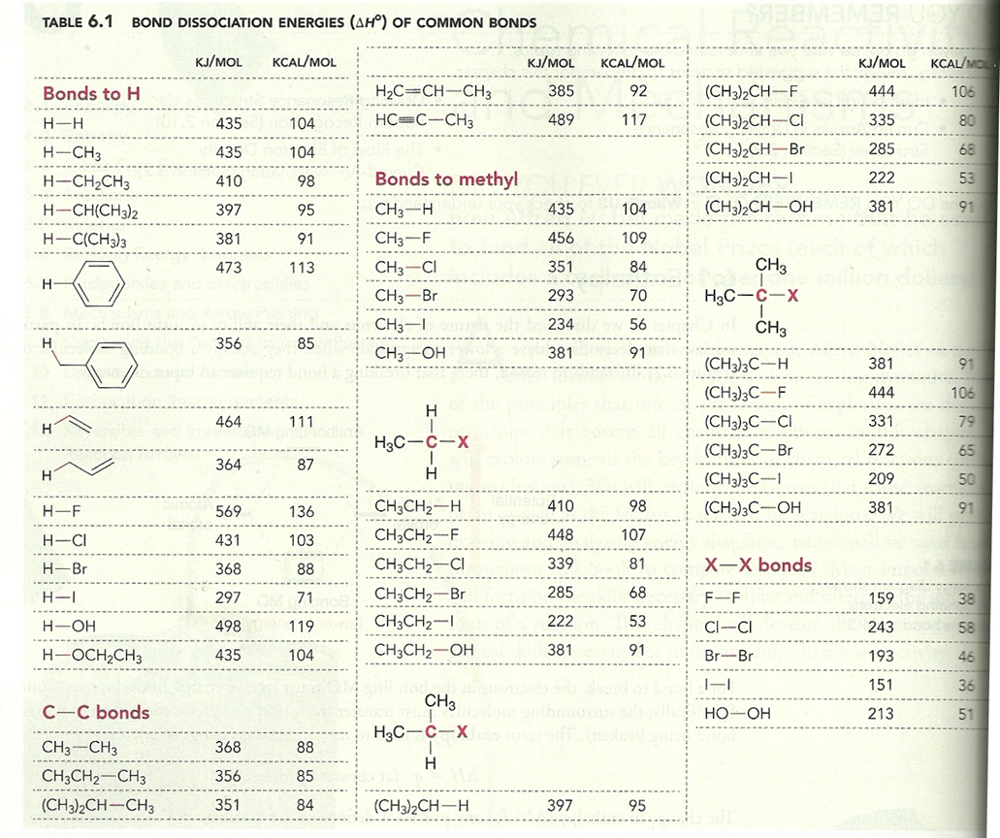 TABLE 6.1 BOND DISSOCIATION ENERGIES (ΔH°) OF COMMON BONDS
KJ/MOL KCAL/MOL
Bonds to H
H—H 435 104
H—CH₃ 435 104
H—CH₂CH₃ 410 98
H—CH(CH₃)₂ 397 95
H—C(CH₃)₃ 381 91
H— 473 113
H 356 85
H 464 111
H 364 87
H—F 569 136
H—Cl 431 103
H—Br 368 88
H—I 297 71
H—OH 498 119
H—OCH₂CH₃ 435 104
C—C bonds
CH₃—CH₃ 368 88
CH₃CH₂—CH₃ 356 85
(CH₃)₂CH—CH₃ 351 84
KJ/MOL KCAL/MOL
H₂C=CH—CH₃ 385 92
HC≡C—CH₃ 489 117
Bonds to methyl
CH₃—H 435 104
CH₃—F 456 109
CH₃—Cl 351 84
CH₃—Br 293 70
CH₃—I 234 56
CH₃—OH 381 91
H
H₃C—C—X
H
CH₃CH₂—H 410 98
CH₃CH₂—F 448 107
CH₃CH₂—Cl 339 81
CH₃CH₂—Br 285 68
CH₃CH₂—I 222 53
CH₃CH₂—OH 381 91
CH₃
H₃C—C—X
H
(CH₃)₂CH—H 397 95
KJ/MOL KCAL/MOL
(CH₃)₂CH—F 444 106
(CH₃)₂CH—Cl 335 80
(CH₃)₂CH—Br 285 68
(CH₃)₂CH—I 222 53
(CH₃)₂CH—OH 381 91
CH₃
H₃C—C—X
CH₃
(CH₃)₃C—H 381 91
(CH₃)₃C—F 444 106
(CH₃)₃C—Cl 331 79
(CH₃)₃C—Br 272 65
(CH₃)₃C—I 209 50
(CH₃)₃C—OH 381 91
X—X bonds
F—F 159 38
Cl—Cl 243 58
Br—Br 193 46
I—I 151 36
HO—OH 213 51